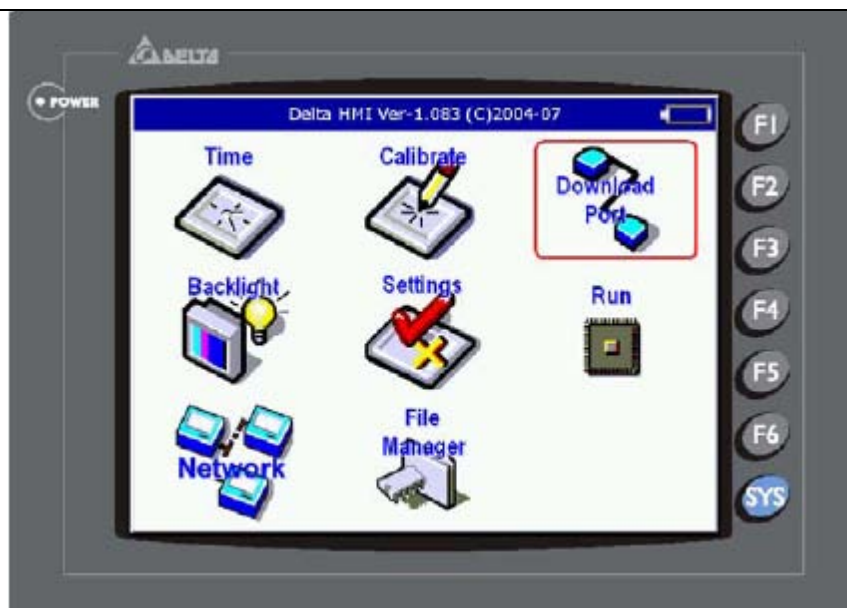 DELTA
POWER
Delta HMI Ver-1.083 (C)2004-07
Time
Calibrate
Download
Port
Backlight
Settings
Run
Network
File
Manager
F1
F2
F3
F4
F5
F6
SYS